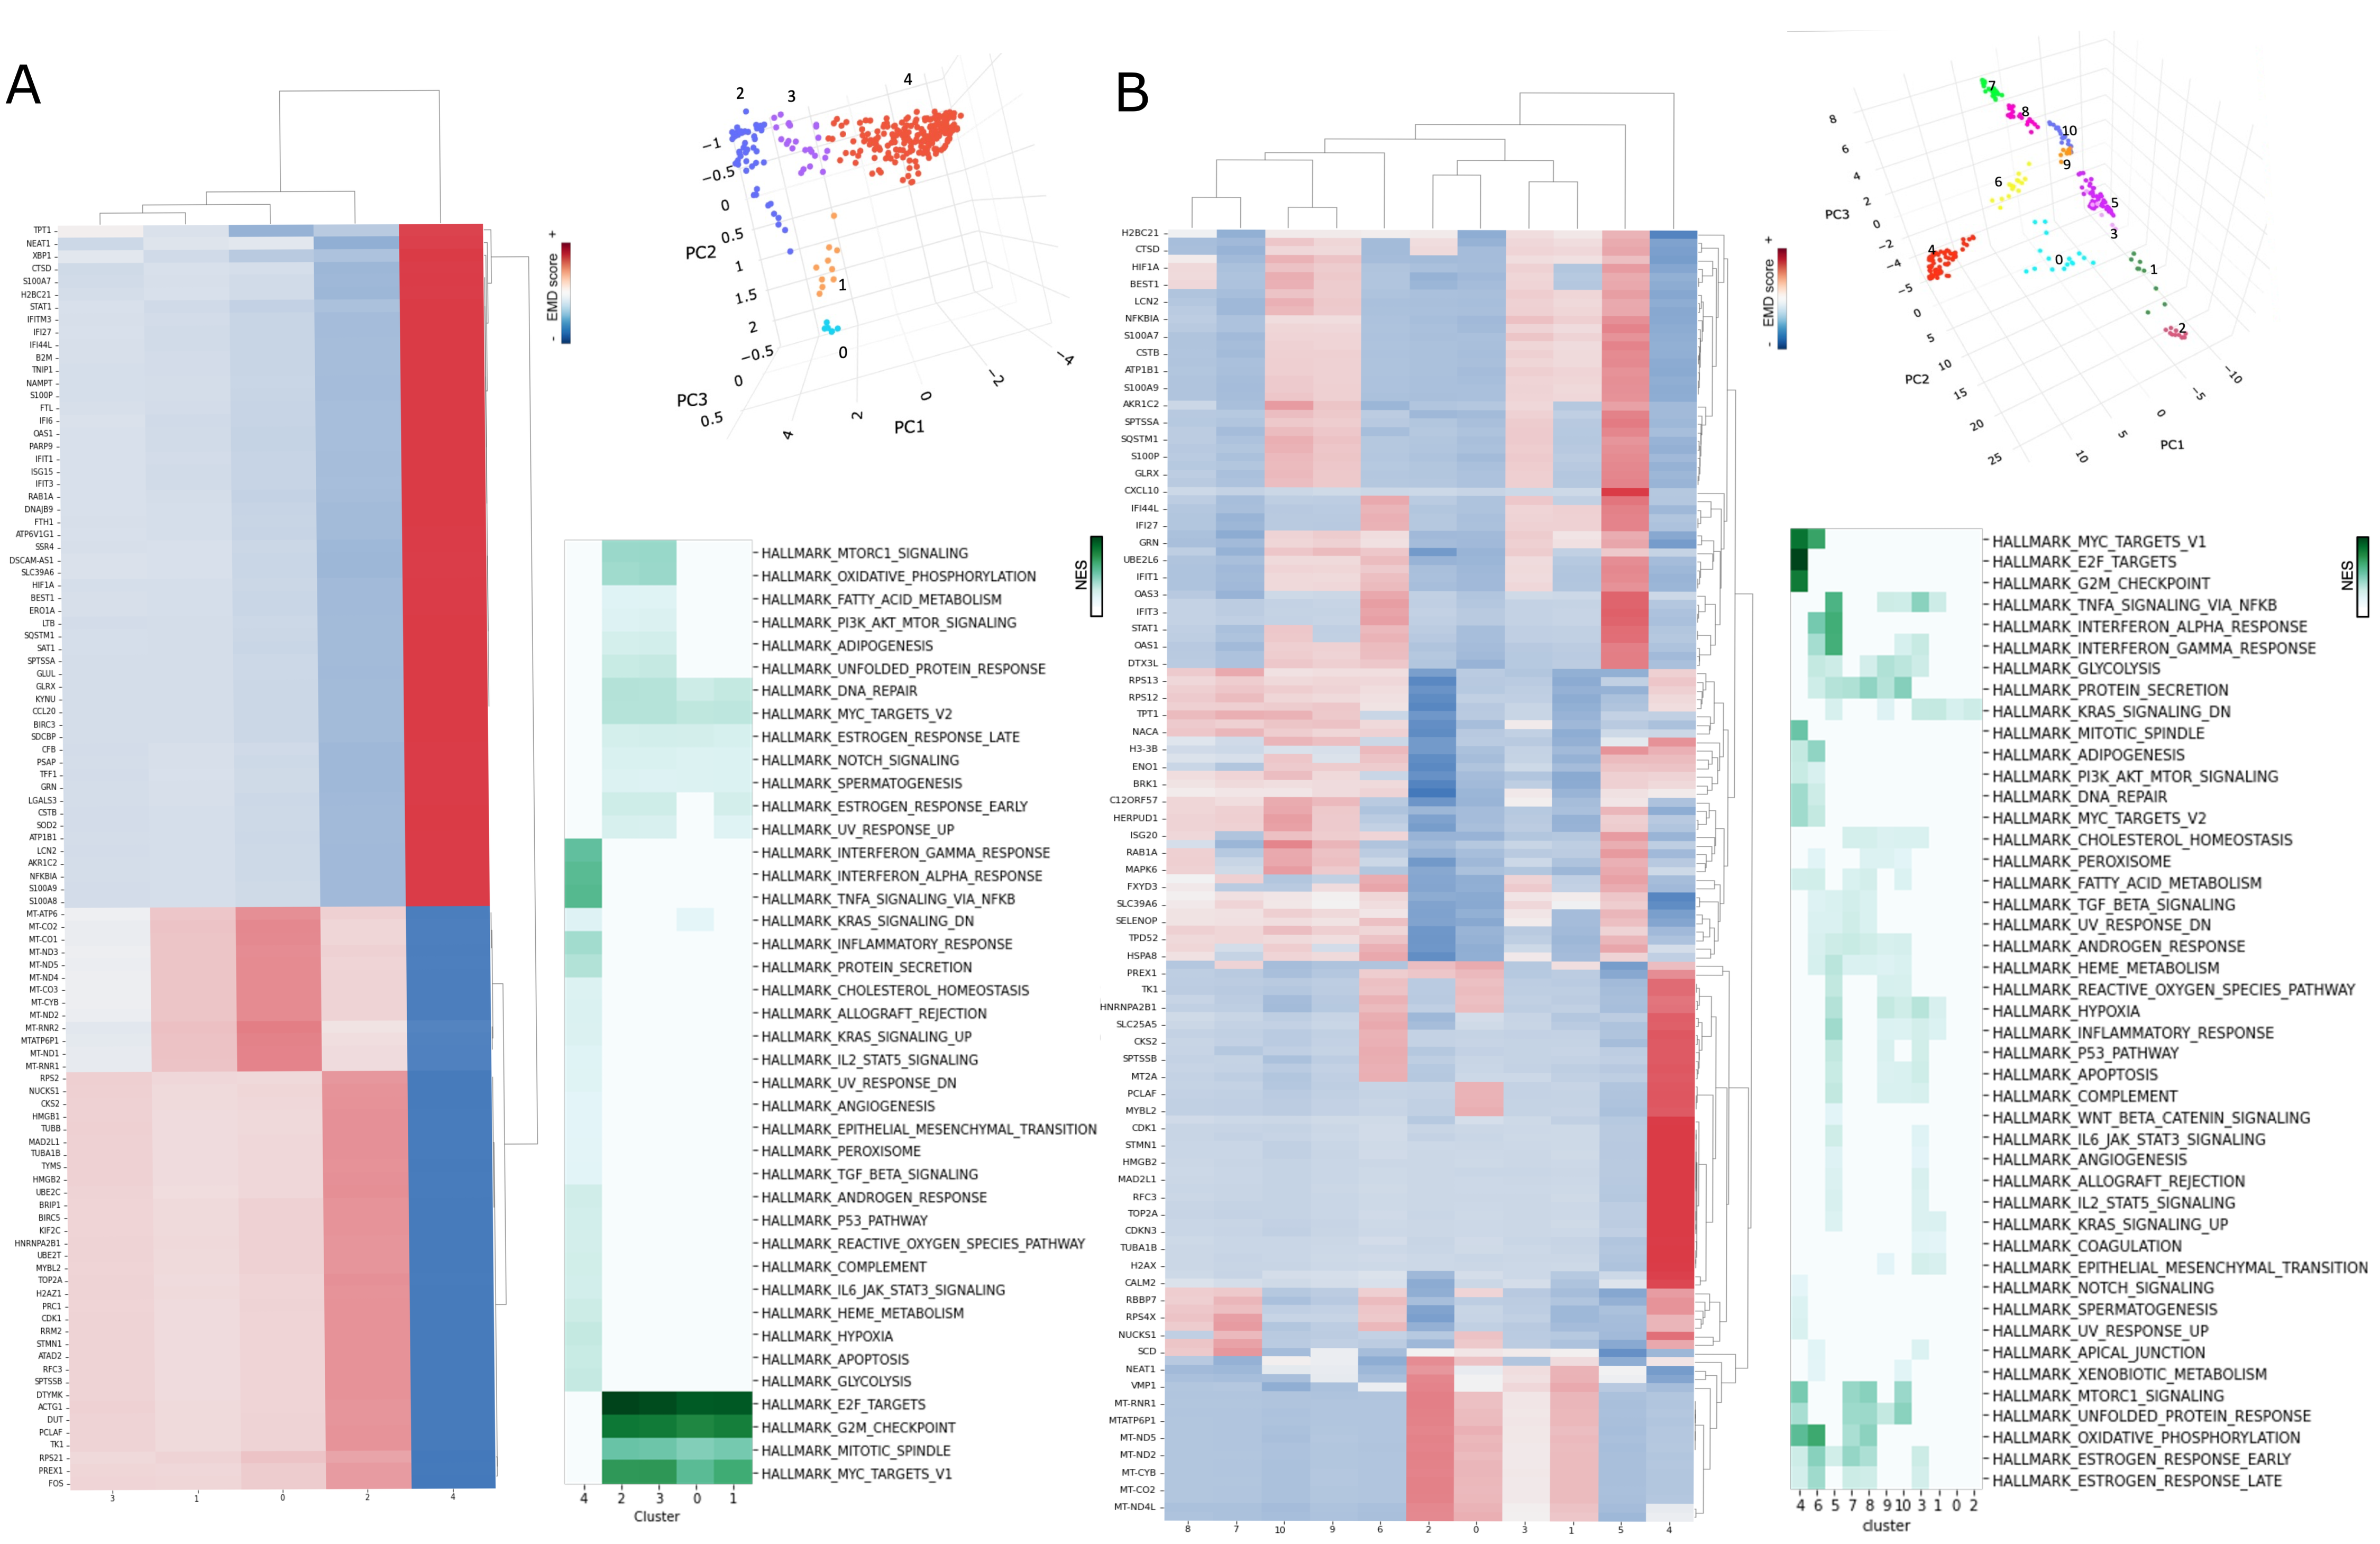 A
TPT1
NEAT1
XBP1
CTSD
S100A7
H2BC21
STAT1
IFITM3
IFI27
IFI44L
B2M
TNIP1
NAMPT
S100P
FTL
IFI6
OAS1
PARP9
IFIT1
ISG15
IFIT3
RAB1A
DNAJB9
FTH1
ATP6V1G1
SSR4
DSCAM-AS1
SLC39A6
HIF1A
BEST1
ERO1A
LTB
SQSTM1
SAT1
SPTSSA
GLUL
GLRX
KYNU
CCL20
BIRC3
SDCBP
CFB
PSAP
TFF1
GRN
LGALS3
CSTB
SOD2
ATP1B1
LCN2
AKR1C2
NFKBIA
S100A9
S100A8
MT-ATP6
MT-CO2
MT-CO1
MT-ND3
MT-ND5
MT-ND4
MT-CO3
MT-CYB
MT-ND2
MT-RNR2
MTATP6P1
MT-ND1
MT-RNR1
RPS2
NUCKS1
CKS2
HMGB1
TUBB
MAD2L1
TUBA1B
TYMS
HMGB2
UBE2C
BRIP1
BIRC5
KIF2C
HNRNPA2B1
UBE2T
MYBL2
TOP2A
H2AZ1
PRC1
CDK1
RRM2
STMN1
ATAD2
RFC3
SPTSSB
DTYMK
ACTG1
DUT
PCLAF
TK1
RPS21
PREX1
FOS
3 1 0 2 4
- EMD score +
2 3 4
-1
-0.5
0
0.5
1
1.5
2
PC2
1
0
-0.5
0
0.5
PC3
4 2 0 -2 -4
PC1
NES
HALLMARK_MTORC1_SIGNALING
HALLMARK_OXIDATIVE_PHOSPHORYLATION
HALLMARK_FATTY_ACID_METABOLISM
HALLMARK_PI3K_AKT_MTOR_SIGNALING
HALLMARK_ADIPOGENESIS
HALLMARK_UNFOLDED_PROTEIN_RESPONSE
HALLMARK_DNA_REPAIR
HALLMARK_MYC_TARGETS_V2
HALLMARK_ESTROGEN_RESPONSE_LATE
HALLMARK_NOTCH_SIGNALING
HALLMARK_SPERMATOGENESIS
HALLMARK_ESTROGEN_RESPONSE_EARLY
HALLMARK_UV_RESPONSE_UP
HALLMARK_INTERFERON_GAMMA_RESPONSE
HALLMARK_INTERFERON_ALPHA_RESPONSE
HALLMARK_TNFA_SIGNALING_VIA_NFKB
HALLMARK_KRAS_SIGNALING_DN
HALLMARK_INFLAMMATORY_RESPONSE
HALLMARK_PROTEIN_SECRETION
HALLMARK_CHOLESTEROL_HOMEOSTASIS
HALLMARK_ALLOGRAFT_REJECTION
HALLMARK_KRAS_SIGNALING_UP
HALLMARK_IL2_STAT5_SIGNALING
HALLMARK_UV_RESPONSE_DN
HALLMARK_ANGIOGENESIS
HALLMARK_EPITHELIAL_MESENCHYMAL_TRANSITION
HALLMARK_PEROXISOME
HALLMARK_TGF_BETA_SIGNALING
HALLMARK_ANDROGEN_RESPONSE
HALLMARK_P53_PATHWAY
HALLMARK_REACTIVE_OXYGEN_SPECIES_PATHWAY
HALLMARK_COMPLEMENT
HALLMARK_IL6_JAK_STAT3_SIGNALING
HALLMARK_HEME_METABOLISM
HALLMARK_HYPOXIA
HALLMARK_APOPTOSIS
HALLMARK_GLYCOLYSIS
HALLMARK_E2F_TARGETS
HALLMARK_G2M_CHECKPOINT
HALLMARK_MITOTIC_SPINDLE
HALLMARK_MYC_TARGETS_V1
4 2 3 0 1
Cluster
B
H2BC21
CTSD
HIF1A
BEST1
LCN2
NFKBIA
S100A7
CSTB
ATP1B1
S100A9
AKR1C2
SPTSSA
SQSTM1
S100P
GLRX
CXCL10
IFI44L
IFI27
GRN
UBE2L6
IFIT1
OAS3
IFIT3
STAT1
OAS1
DTX3L
RPS13
RPS12
TPT1
NACA
H3-3B
ENO1
BRK1
C12ORF57
HERPUD1
ISG20
RAB1A
MAPK6
FXYD3
SLC39A6
SELENOP
TPD52
HSPA8
PREX1
TK1
HNRNPA2B1
SLC25A5
CKS2
SPTSSB
MT2A
PCLAF
MYBL2
CDK1
STMN1
HMGB2
MAD2L1
RFC3
TOP2A
CDKN3
TUBA1B
H2AX
CALM2
RBBP7
RPS4X
NUCKS1
SCD
NEAT1
VMP1
MT-RNR1
MTATP6P1
MT-ND5
MT-ND2
MT-CYB
MT-CO2
MT-ND4L
8 7 10 9 6 2 0 3 1 5 4
- EMD score +
7
8
10
9
6
5
3
4
0
1
2
8
6
4
2
0
-2
-4
PC3
-5
0
5
10
15
20
25
PC2
10 5 0 -5 -10
PC1
NES
HALLMARK_MYC_TARGETS_V1
HALLMARK_E2F_TARGETS
HALLMARK_G2M_CHECKPOINT
HALLMARK_TNFA_SIGNALING_VIA_NFKB
HALLMARK_INTERFERON_ALPHA_RESPONSE
HALLMARK_INTERFERON_GAMMA_RESPONSE
HALLMARK_GLYCOLYSIS
HALLMARK_PROTEIN_SECRETION
HALLMARK_KRAS_SIGNALING_DN
HALLMARK_MITOTIC_SPINDLE
HALLMARK_ADIPOGENESIS
HALLMARK_PI3K_AKT_MTOR_SIGNALING
HALLMARK_DNA_REPAIR
HALLMARK_MYC_TARGETS_V2
HALLMARK_CHOLESTEROL_HOMEOSTASIS
HALLMARK_PEROXISOME
HALLMARK_FATTY_ACID_METABOLISM
HALLMARK_TGF_BETA_SIGNALING
HALLMARK_UV_RESPONSE_DN
HALLMARK_ANDROGEN_RESPONSE
HALLMARK_HEME_METABOLISM
HALLMARK_REACTIVE_OXYGEN_SPECIES_PATHWAY
HALLMARK_HYPOXIA
HALLMARK_INFLAMMATORY_RESPONSE
HALLMARK_P53_PATHWAY
HALLMARK_APOPTOSIS
HALLMARK_COMPLEMENT
HALLMARK_WNT_BETA_CATENIN_SIGNALING
HALLMARK_IL6_JAK_STAT3_SIGNALING
HALLMARK_ANGIOGENESIS
HALLMARK_ALLOGRAFT_REJECTION
HALLMARK_IL2_STAT5_SIGNALING
HALLMARK_KRAS_SIGNALING_UP
HALLMARK_COAGULATION
HALLMARK_EPITHELIAL_MESENCHYMAL_TRANSITION
HALLMARK_NOTCH_SIGNALING
HALLMARK_SPERMATOGENESIS
HALLMARK_UV_RESPONSE_UP
HALLMARK_APICAL_JUNCTION
HALLMARK_XENOBIOTIC_METABOLISM
HALLMARK_MTORC1_SIGNALING
HALLMARK_UNFOLDED_PROTEIN_RESPONSE
HALLMARK_OXIDATIVE_PHOSPHORYLATION
HALLMARK_ESTROGEN_RESPONSE_EARLY
HALLMARK_ESTROGEN_RESPONSE_LATE
4 6 5 7 8 9 10 3 1 0 2
cluster